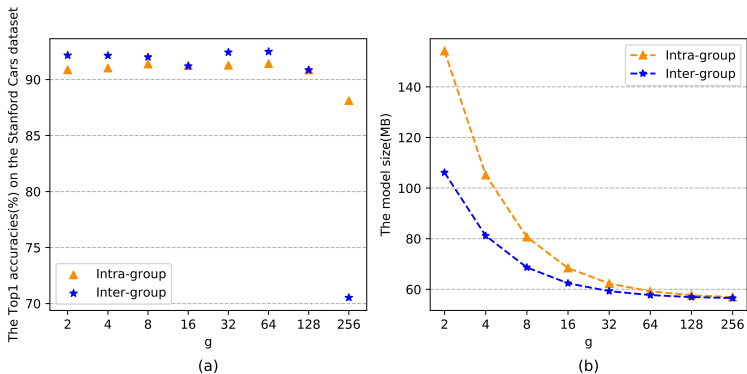 The Top1 accuracies(%) on the Stanford Cars dataset
90
85
80
75
70
Intra-group
Inter-group
2 4 8 16 32 64 128 256
g
(a)
The model size(MB)
140
120
100
80
60
Intra-group
Inter-group
2 4 8 16 32 64 128 256
g
(b)